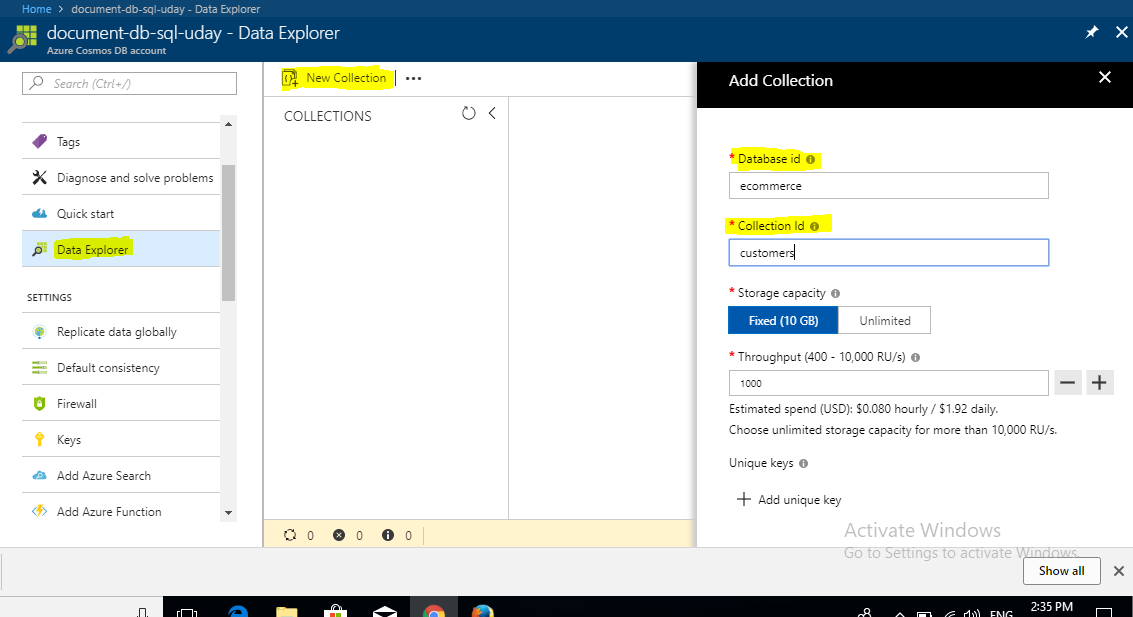 Home > document-db-sql-uday - Data Explorer
document-db-sql-uday - Data Explorer
Azure Cosmos DB account
Search (Ctrl+/)
Tags
Diagnose and solve problems
Quick start
Data Explorer
SETTINGS
Replicate data globally
Default consistency
Firewall
Keys
Add Azure Search
Add Azure Function
New Collection
COLLECTIONS
0 0 0
Add Collection
* Database id
ecommerce
* Collection Id
customers
* Storage capacity
Fixed (10 GB) Unlimited
* Throughput (400 - 10,000 RU/s)
1000
Estimated spend (USD): $0.080 hourly / $1.92 daily.
Choose unlimited storage capacity for more than 10,000 RU/s.
Unique keys
Add unique key
Activate Windows
Go to Settings to activate Windows.
Show all
ENG
2:35 PM